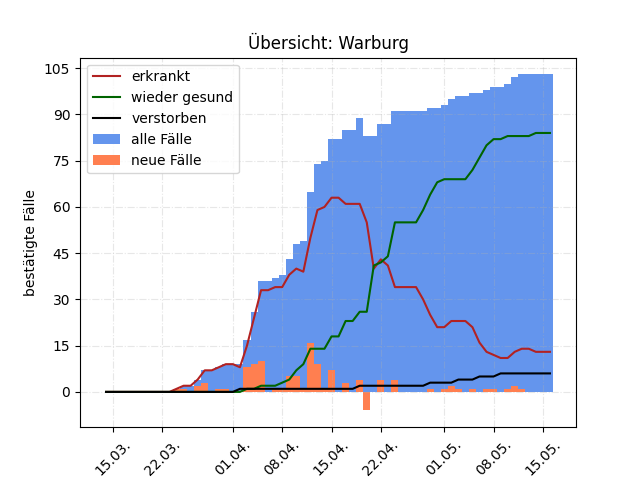 Übersicht: Warburg
erkrankt
wieder gesund
verstorben
alle Fälle
neue Fälle
bestätigte Fälle
105
90
75
60
45
30
15
0
15.03.
22.03.
01.04.
08.04.
15.04.
22.04.
01.05.
08.05.
15.05.